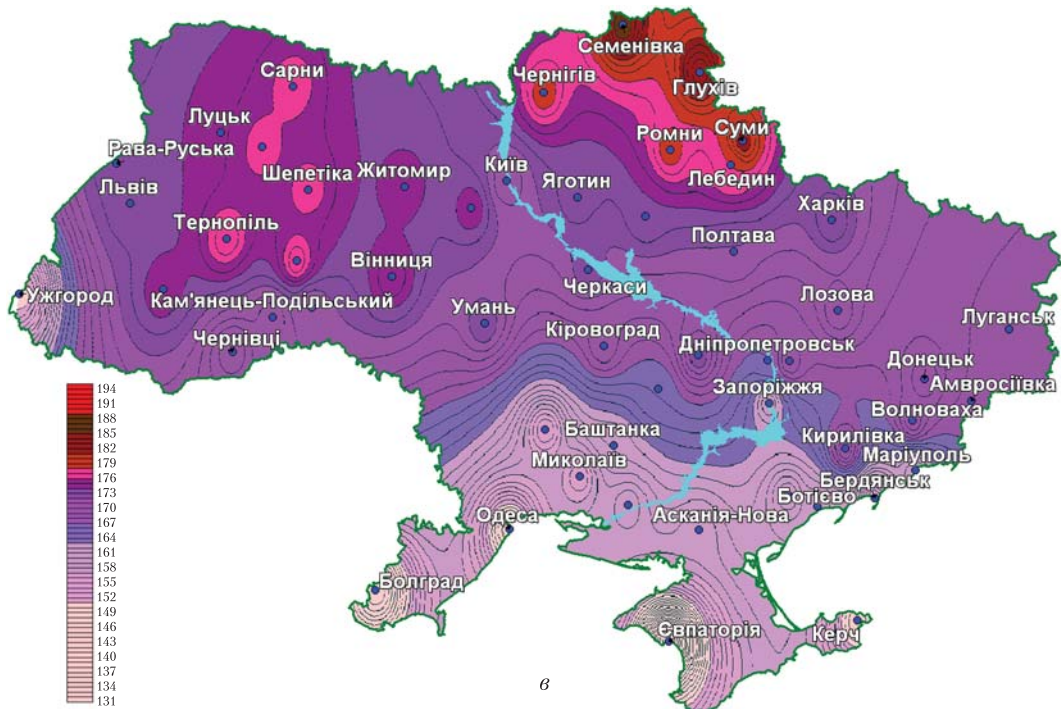 Семенівка
Чернігів
Глухів
Сарни
Луцьк
Ромни
Суми
Рава-Руська
Лебедин
Київ
Львів
Шепетіка
Житомир
Яготин
Харків
Тернопіль
Полтава
Вінниця
Ужгород
Кам'янець-Подільський
Черкаси
Умань
Лозова
Луганськ
Чернівці
Кіровоград
Дніпропетровськ
Донецьк
Запоріжжя
Амвросіївка
Волноваха
Баштанка
Кирилівка
Миколаїв
Маріуполь
Бердянськ
Ботієво
Одеса
Асканія-Нова
Болград
Євпаторія
Керч
194
191
188
185
182
179
176
173
170
167
164
161
158
155
152
149
146
143
140
137
134
131
в